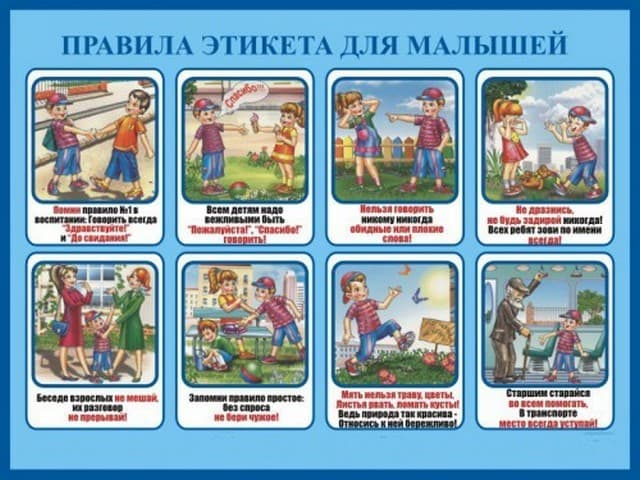 ПРАВИЛА ЭТИКЕТА ДЛЯ МАЛЫШЕЙ
Помни правило №1 в
воспитании: Говорить всегда
"Здравствуйте!"
и "До свидания!"
Спасибо!!!
Всем детям надо
вежливыми быть
"Пожалуйста!", "Спасибо!"
говорить!
Нельзя говорить
никому никогда
обидные или плохие
слова!
Не дразнись,
не будь задирой никогда!
Всех ребят зови по имени
всегда!
Беседе взрослых не мешай,
их разговор
не прерывай!
Запомни правило простое:
без спроса
не бери чужое!
Мять нельзя траву, цветы,
Листья рвать, ломать кусты!
Ведь природа так красива -
Относись к ней бережливо!
Старшим старайся
во всем помогать,
В транспорте
место всегда уступай!